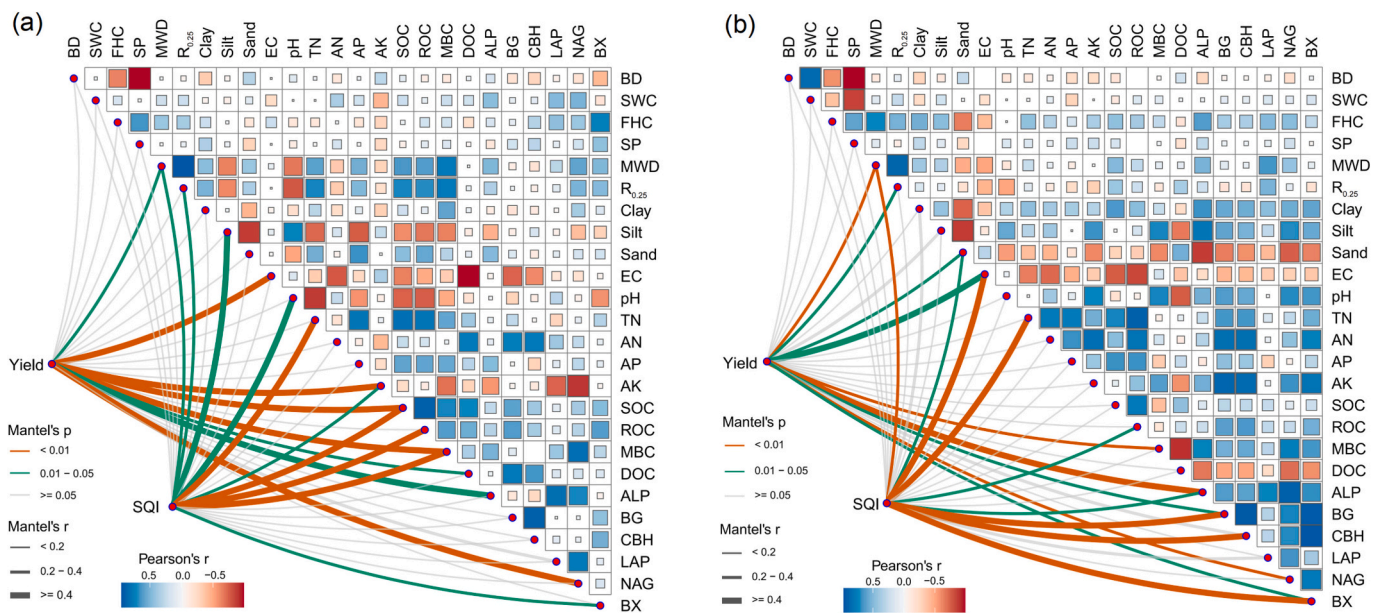 (a)
BD SWC FHC SP MWD R0.25 Clay Silt Sand EC pH TN AN AP AK SOC ROC MBC DOC ALP BG CBH LAP NAG BX
BD
SWC
FHC
SP
MWD
R0.25
Clay
Silt
Sand
EC
pH
TN
AN
AP
AK
SOC
ROC
MBC
DOC
ALP
BG
CBH
LAP
NAG
BX
Yield
SQI
Mantel's p
< 0.01
0.01 – 0.05
>= 0.05
Mantel's r
< 0.2
0.2 – 0.4
>= 0.4
Pearson's r
0.5 0.0 -0.5
(b)
BD SWC FHC SP MWD R0.25 Clay Silt Sand EC pH TN AN AP AK SOC ROC MBC DOC ALP BG CBH LAP NAG BX
BD
SWC
FHC
SP
MWD
R0.25
Clay
Silt
Sand
EC
pH
TN
AN
AP
AK
SOC
ROC
MBC
DOC
ALP
BG
CBH
LAP
NAG
BX
Yield
SQI
Mantel's p
< 0.01
0.01 – 0.05
>= 0.05
Mantel's r
< 0.2
0.2 – 0.4
>= 0.4
Pearson's r
0.5 0.0 -0.5